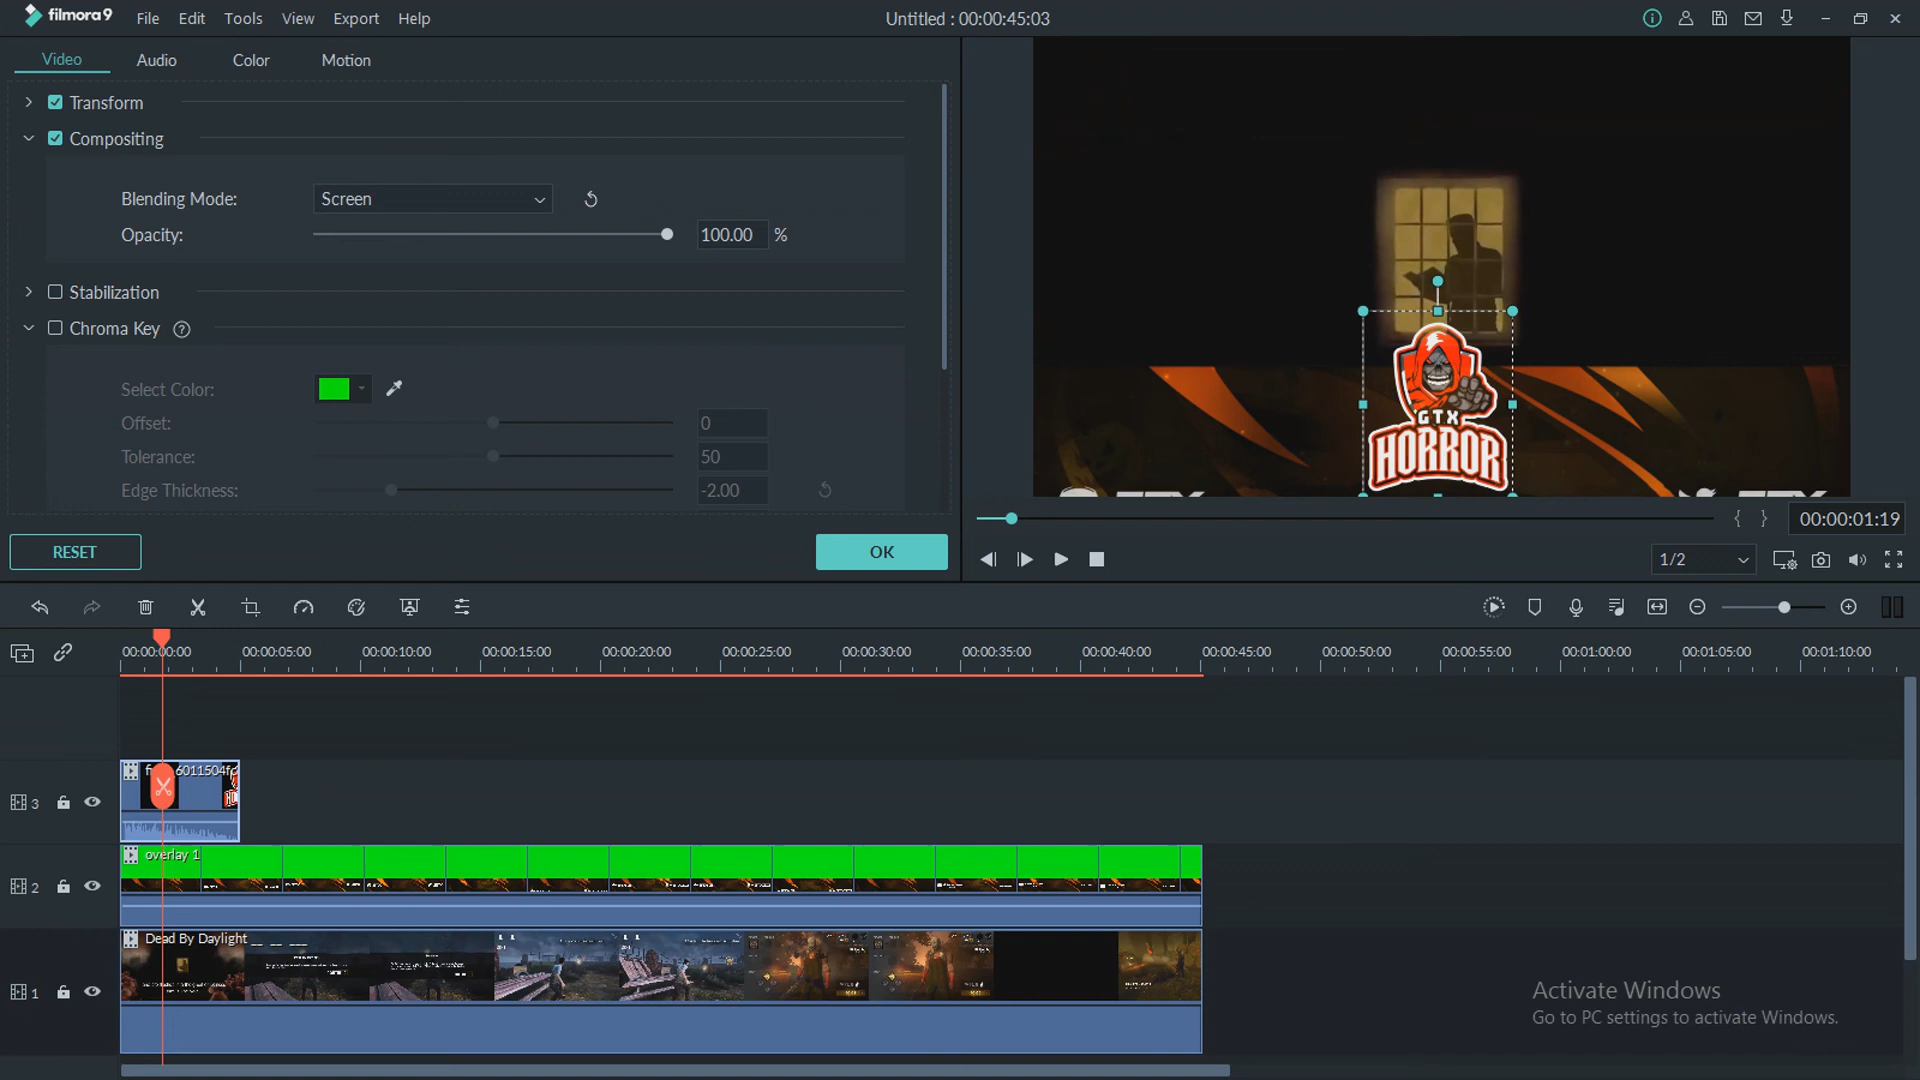 filmora9 File Edit Tools View Export Help
Untitled : 00:00:45:03
Video Audio Color Motion
Transform
Compositing
Blending Mode: Screen
Opacity: 100.00 %
Stabilization
Chroma Key ?
Select Color:
Offset: 0
Tolerance: 50
Edge Thickness: -2.00
RESET OK
GTX
HORROR
{ } 00:00:01:19
1/2
00:00:00:00 00:00:05:00 00:00:10:00 00:00:15:00 00:00:20:00 00:00:25:00 00:00:30:00 00:00:35:00 00:00:40:00 00:00:45:00 00:00:50:00 00:00:55:00 00:01:00:00 00:01:05:00 00:01:10:00
6011504fc
3
overlay 1
2
Dead By Daylight __ __ ___
1
Activate Windows
Go to PC settings to activate Windows.